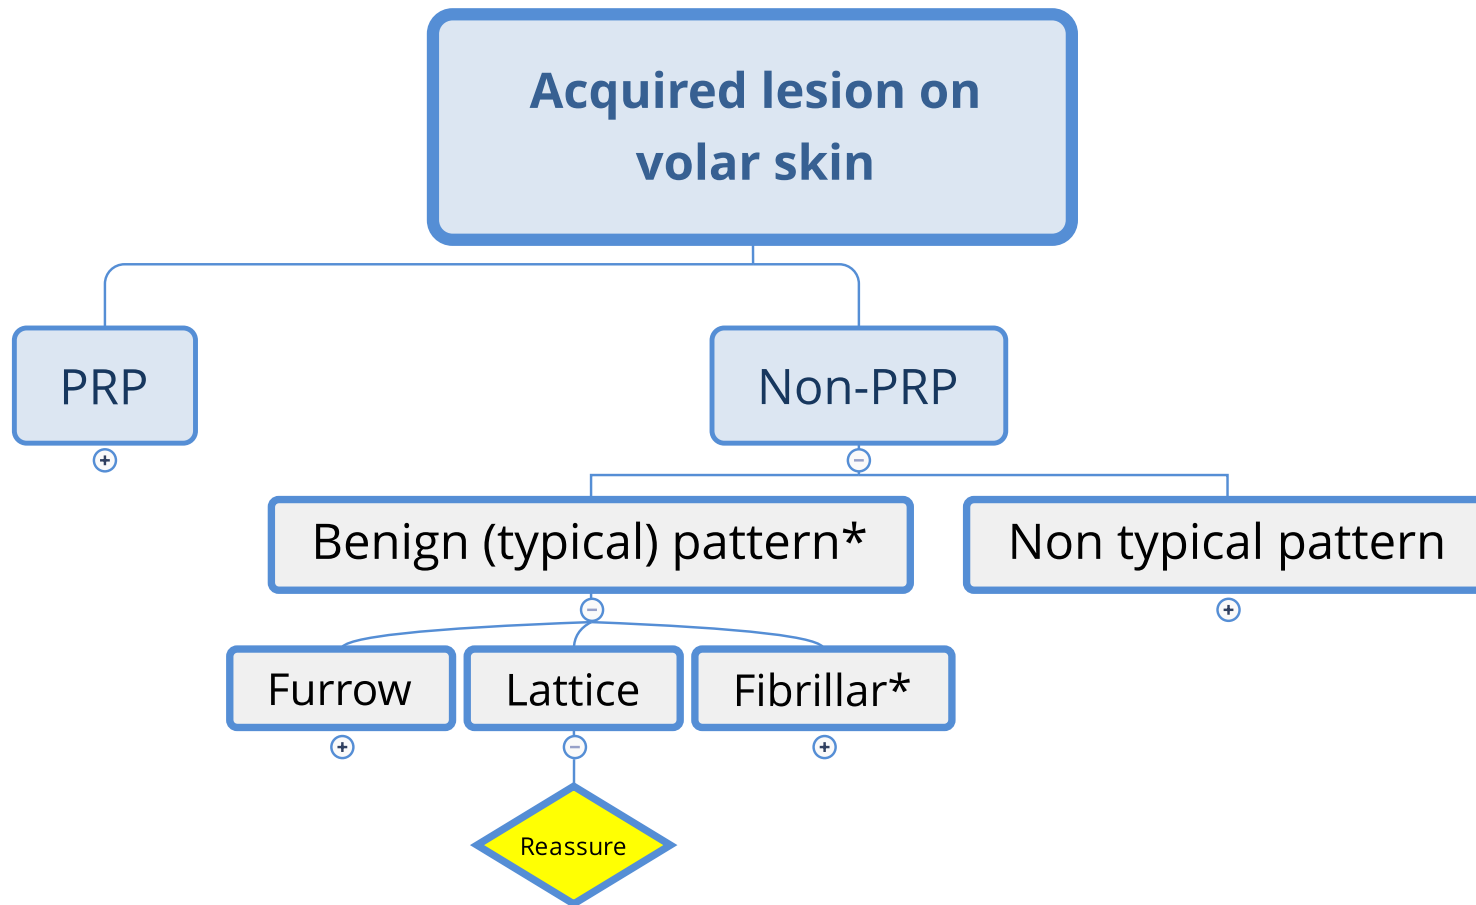 Acquired lesion on
volar skin
PRP
Non-PRP
Benign (typical) pattern*
Non typical pattern
Furrow
Lattice
Fibrillar*
Reassure